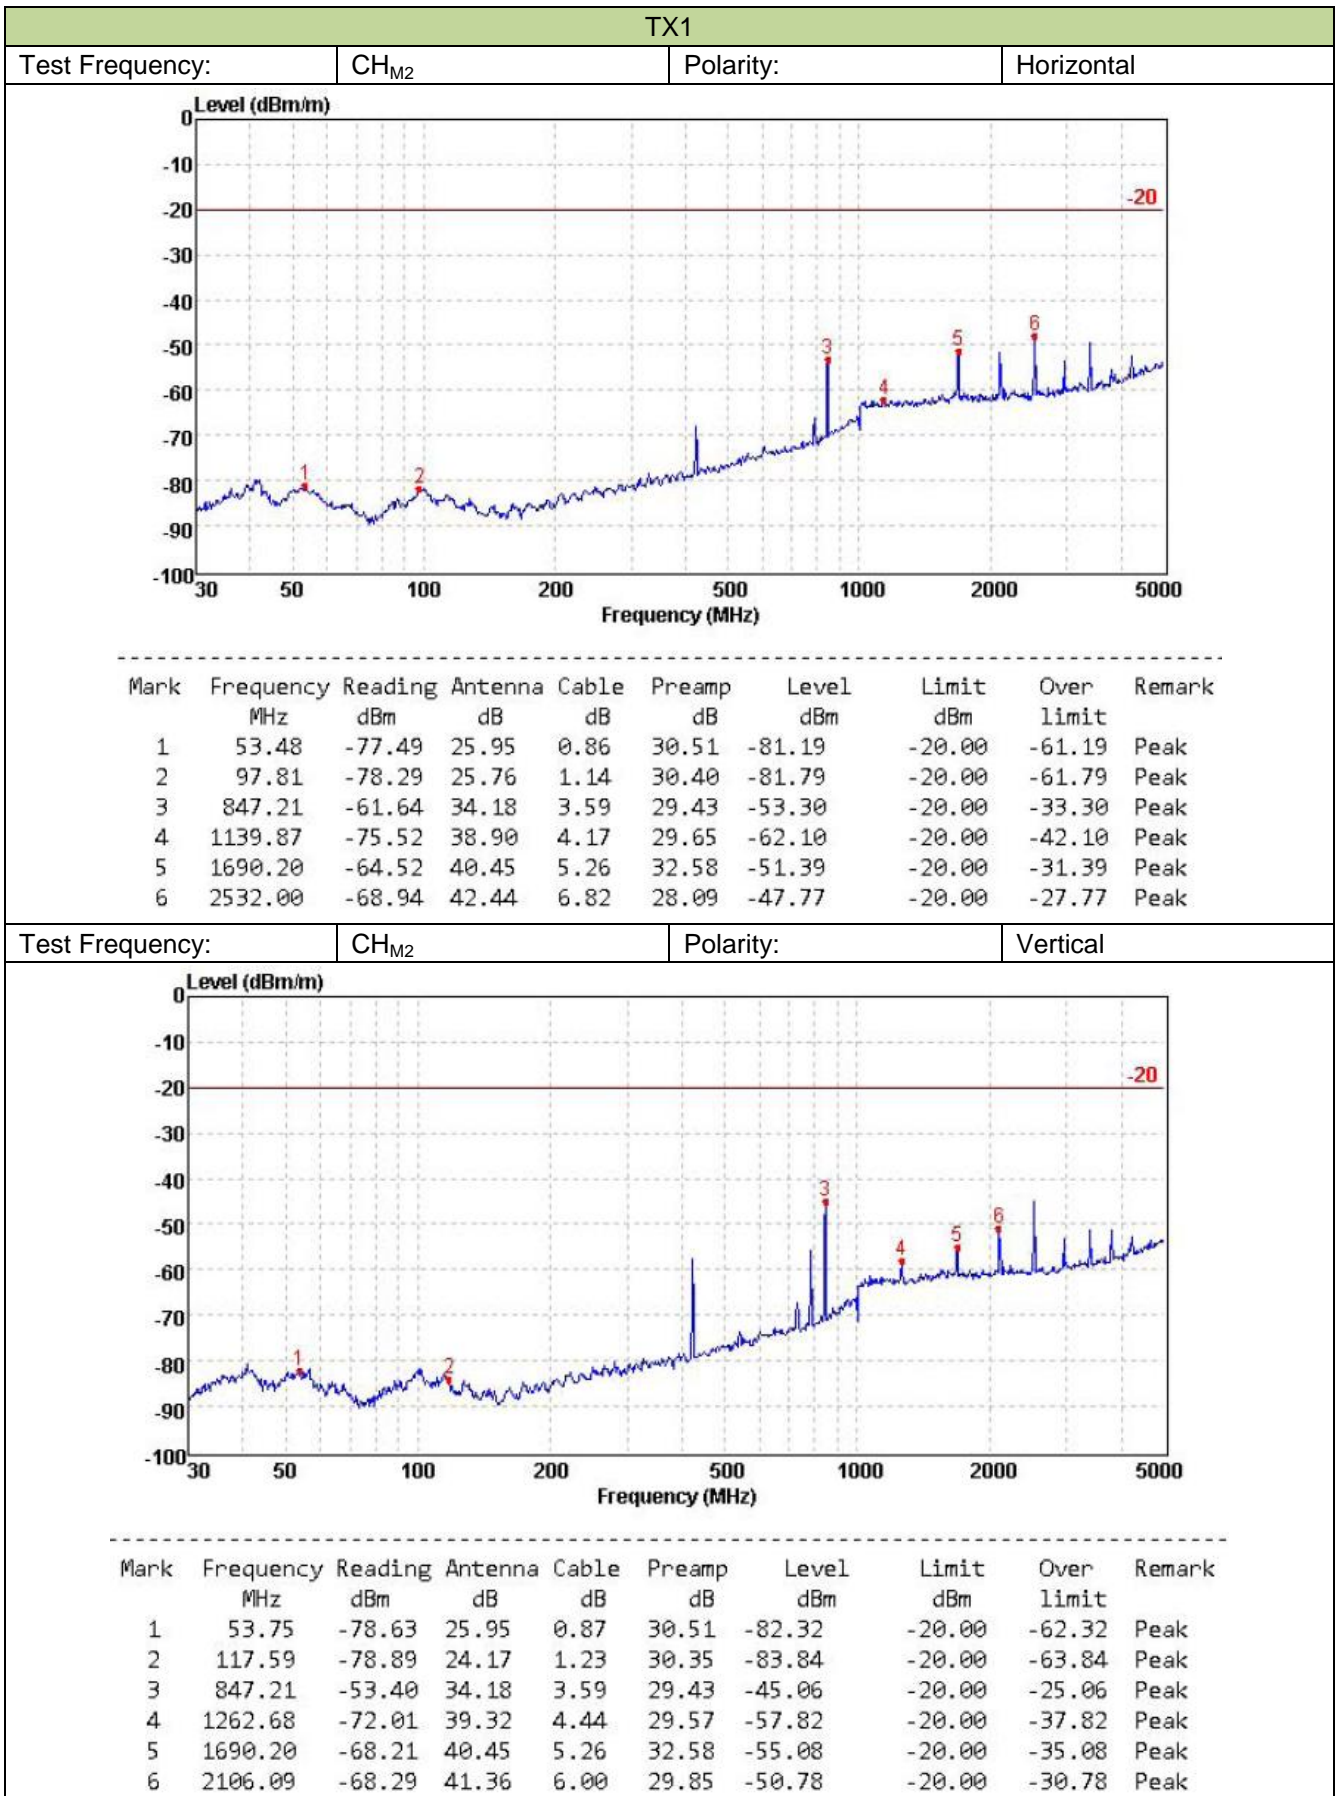 TX1
Test Frequency: CHM2 Polarity: Horizontal
Level (dBm/m)
0
-10
-20
-20
-30
-40
-50
-60
-70
-80
-90
-100
1 2 3 4 5 6
30 50 100 200 500 1000 2000 5000
Frequency (MHz)
Mark Frequency Reading Antenna Cable Preamp Level Limit Over Remark
MHz dBm dB dB dB dBm dBm limit
1 53.48 -77.49 25.95 0.86 30.51 -81.19 -20.00 -61.19 Peak
2 97.81 -78.29 25.76 1.14 30.40 -81.79 -20.00 -61.79 Peak
3 847.21 -61.64 34.18 3.59 29.43 -53.30 -20.00 -33.30 Peak
4 1139.87 -75.52 38.90 4.17 29.65 -62.10 -20.00 -42.10 Peak
5 1690.20 -64.52 40.45 5.26 32.58 -51.39 -20.00 -31.39 Peak
6 2532.00 -68.94 42.44 6.82 28.09 -47.77 -20.00 -27.77 Peak
Test Frequency: CHM2 Polarity: Vertical
Level (dBm/m)
0
-10
-20
-20
-30
-40
-50
-60
-70
-80
-90
-100
1 2 3 4 5 6
30 50 100 200 500 1000 2000 5000
Frequency (MHz)
Mark Frequency Reading Antenna Cable Preamp Level Limit Over Remark
MHz dBm dB dB dB dBm dBm limit
1 53.75 -78.63 25.95 0.87 30.51 -82.32 -20.00 -62.32 Peak
2 117.59 -78.89 24.17 1.23 30.35 -83.84 -20.00 -63.84 Peak
3 847.21 -53.40 34.18 3.59 29.43 -45.06 -20.00 -25.06 Peak
4 1262.68 -72.01 39.32 4.44 29.57 -57.82 -20.00 -37.82 Peak
5 1690.20 -68.21 40.45 5.26 32.58 -55.08 -20.00 -35.08 Peak
6 2106.09 -68.29 41.36 6.00 29.85 -50.78 -20.00 -30.78 Peak